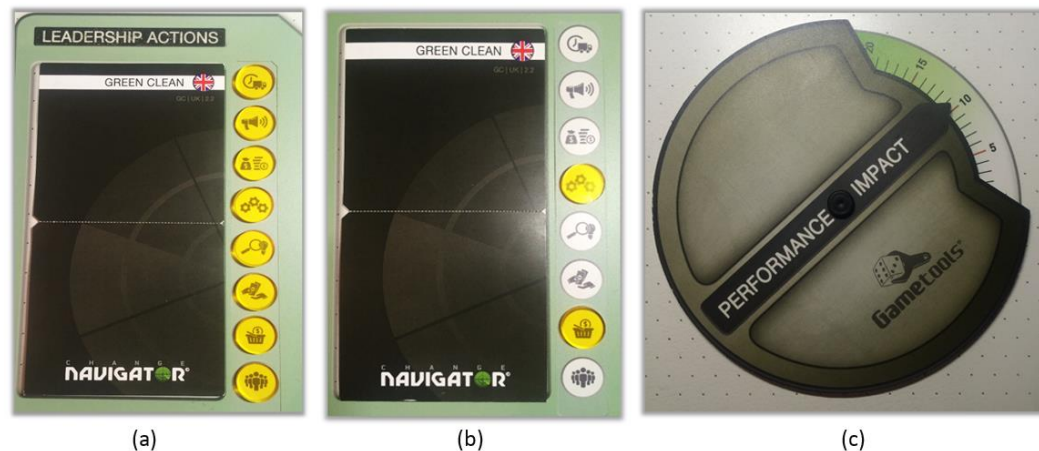 LEADERSHIP ACTIONS
GREEN CLEAN
GC | UK | 2.2
CHANGE
NAVIGATOR®
GREEN CLEAN
GC | UK | 2.2
CHANGE
NAVIGATOR®
20
15
10
5
PERFORMANCE IMPACT
Gametools®
(a)
(b)
(c)